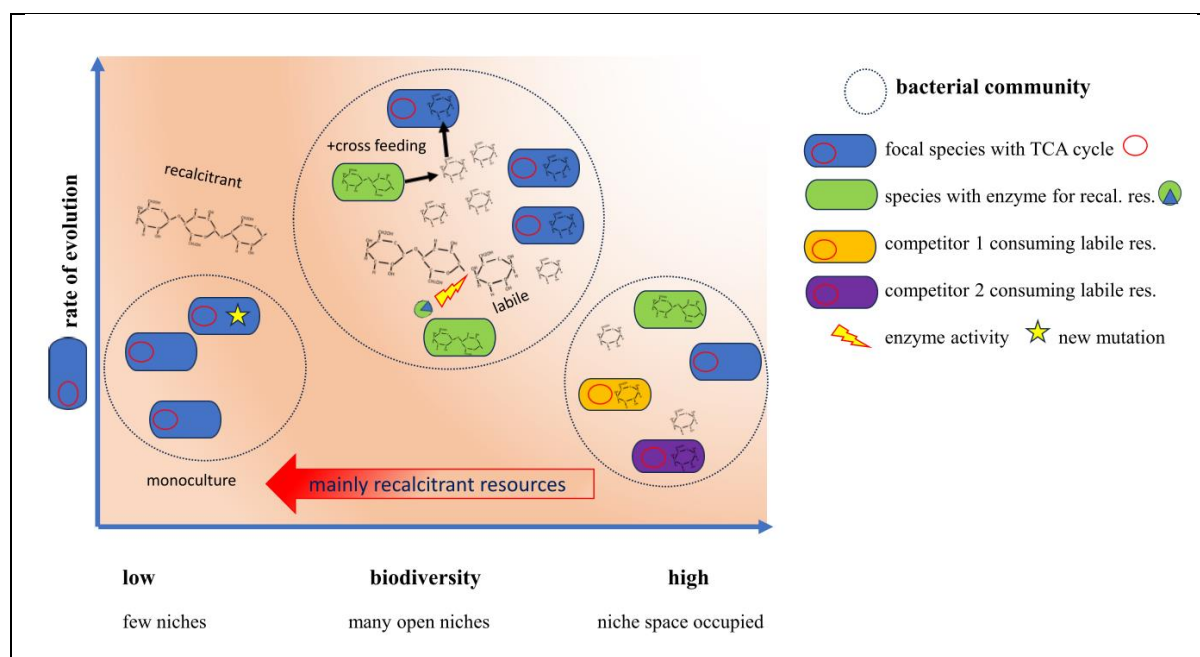 bacterial community
focal species with TCA cycle
species with enzyme for recal. res.
competitor 1 consuming labile res.
competitor 2 consuming labile res.
enzyme activity
new mutation
rate of evolution
recalcitrant
+cross feeding
labile
monoculture
mainly recalcitrant resources
low
biodiversity
high
few niches
many open niches
niche space occupied